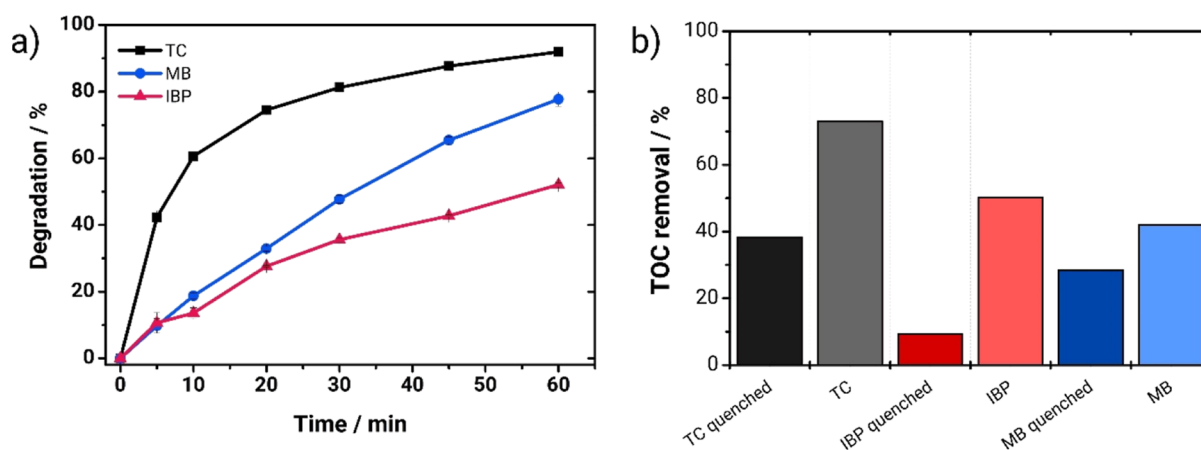 a)
100
80
60
40
20
0
Degradation / %
TC
MB
IBP
0 10 20 30 40 50 60
Time / min
b)
100
80
60
40
20
0
TOC removal / %
TC quenched
TC
IBP quenched
IBP
MB quenched
MB